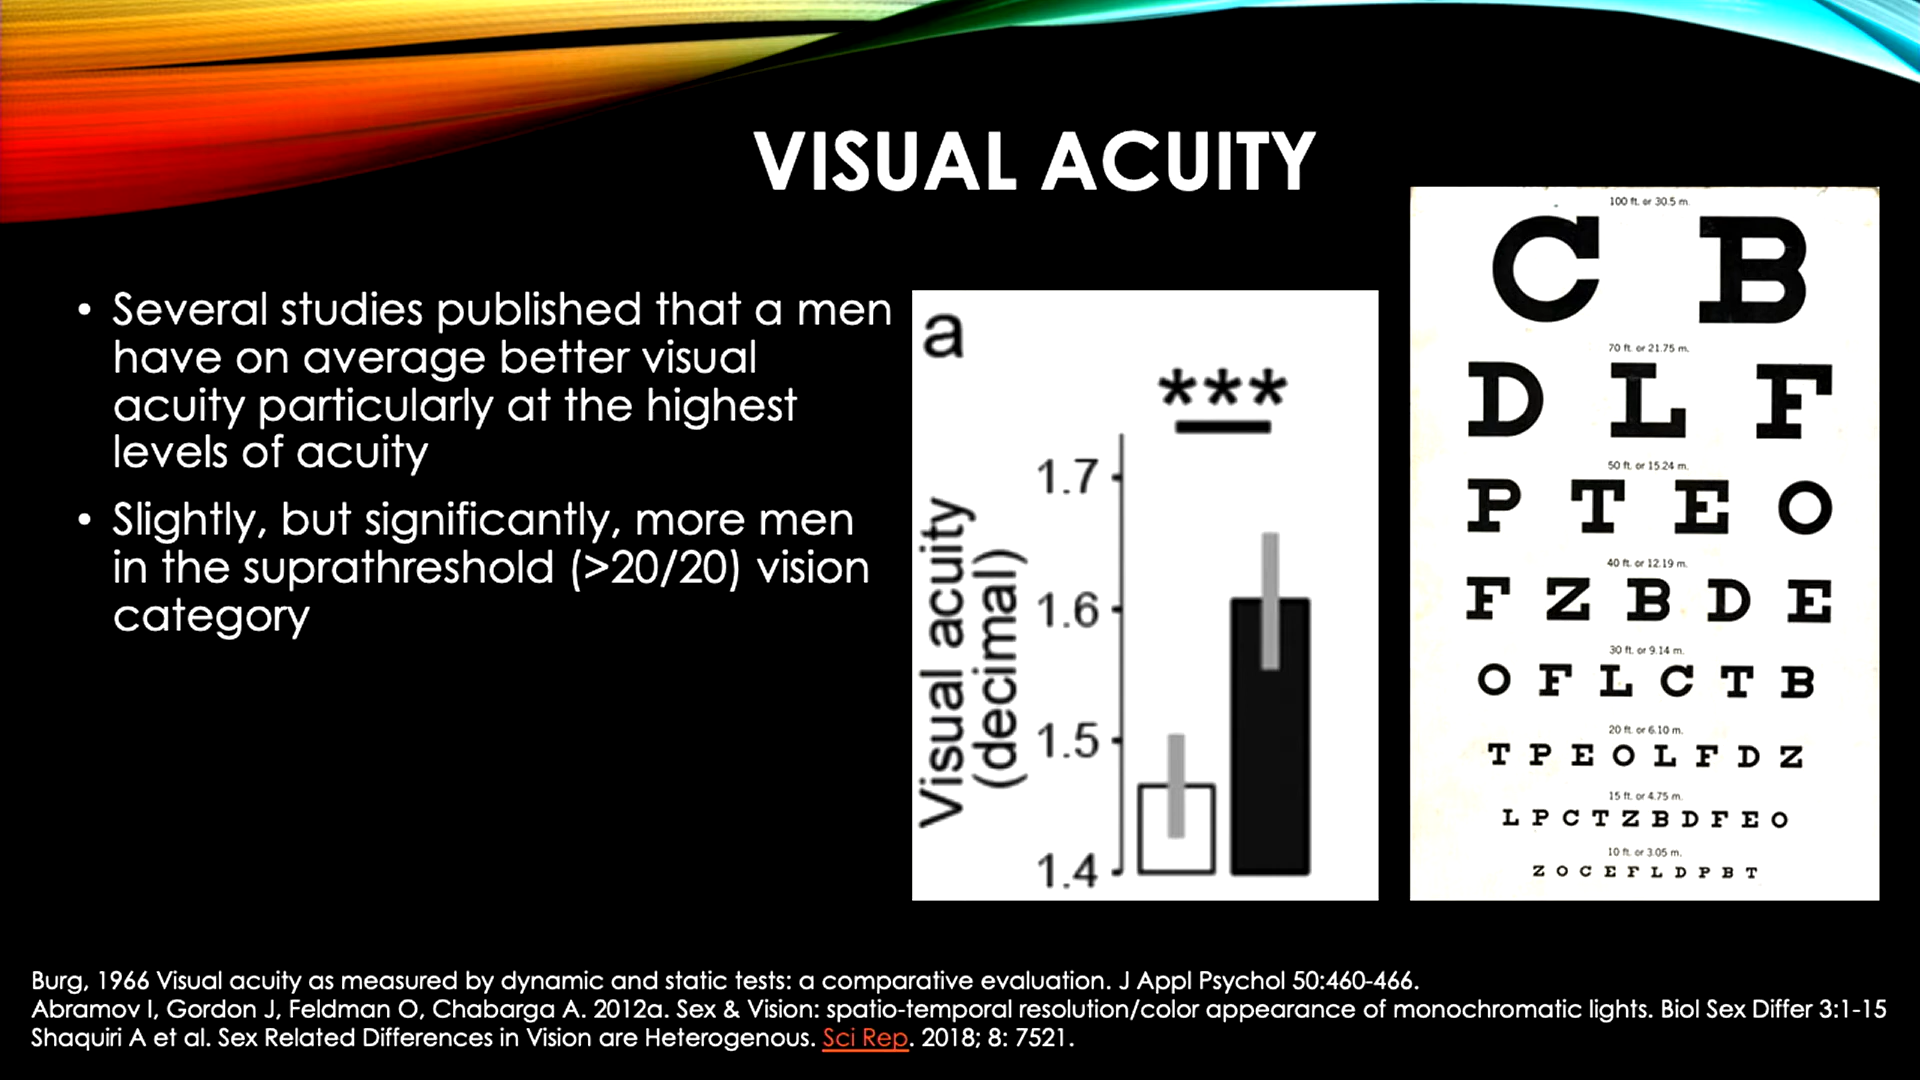 VISUAL ACUITY
• Several studies published that a men
have on average better visual
acuity particularly at the highest
levels of acuity
• Slightly, but significantly, more men
in the suprathreshold (>20/20) vision
category
a
***
Visual acuity
(decimal)
1.7
1.6
1.5
1.4
100 ft. or 30.5 m.
C B
70 ft. or 21.75 m.
D L F
50 ft. or 15.24 m.
P T E O
40 ft. or 12.19 m.
F Z B D E
30 ft. or 9.14 m.
O F L C T B
20 ft. or 6.10 m.
T P E O L F D Z
15 ft. or 4.75 m.
L P C T Z B D F E O
10 ft. or 3.05 m.
Z O C E F L D P B T
Burg, 1966 Visual acuity as measured by dynamic and static tests: a comparative evaluation. J Appl Psychol 50:460-466.
Abramov I, Gordon J, Feldman O, Chabarga A. 2012a. Sex & Vision: spatio-temporal resolution/color appearance of monochromatic lights. Biol Sex Differ 3:1-15
Shaquiri A et al. Sex Related Differences in Vision are Heterogenous. Sci Rep. 2018; 8: 7521.